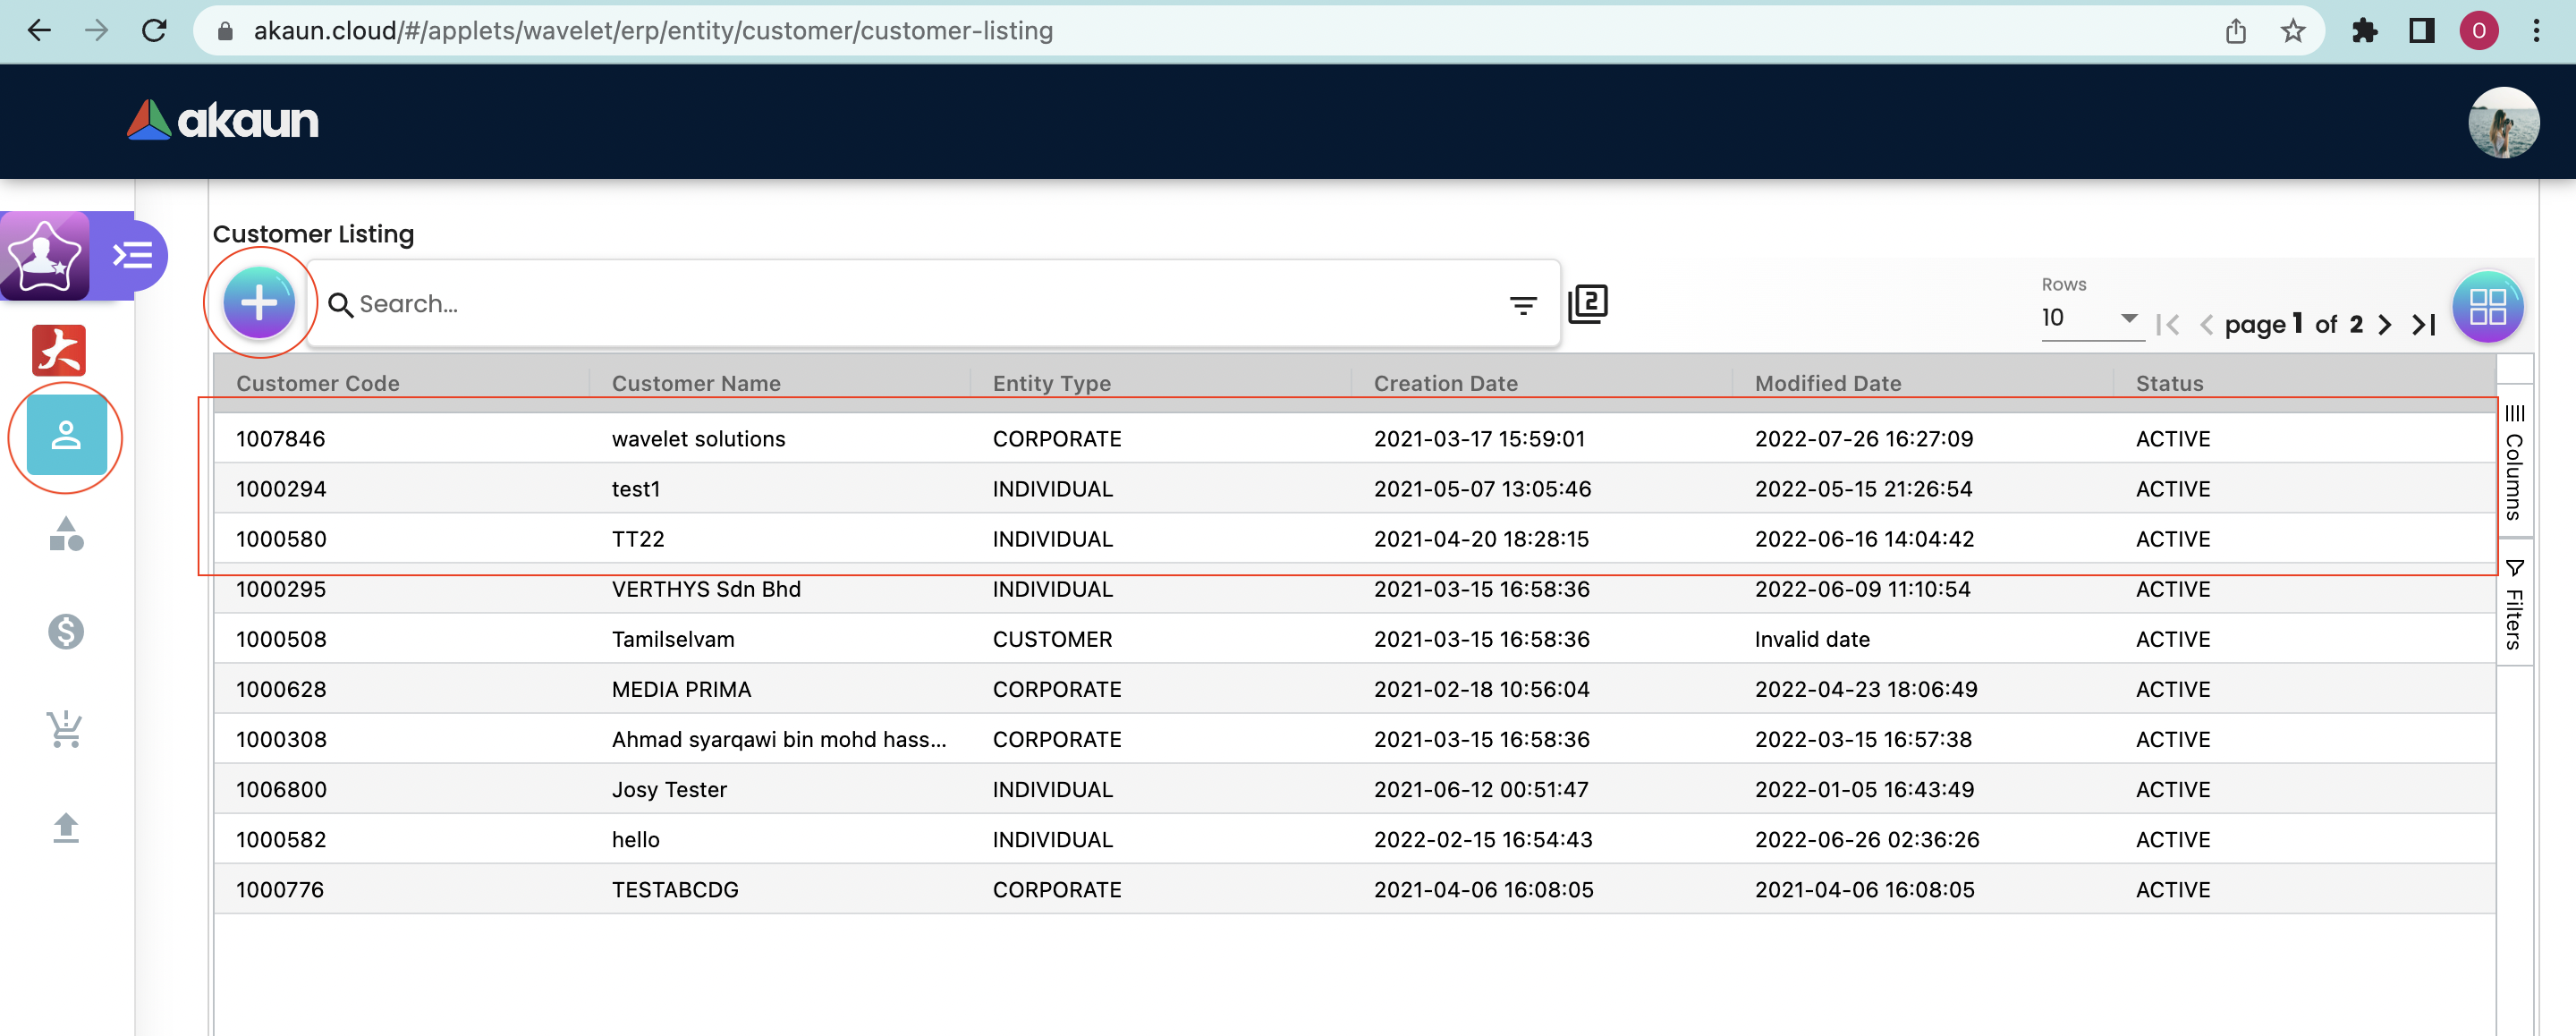 akaun.cloud/#/applets/wavelet/erp/entity/customer/customer-listing
O
akaun
Customer Listing
Search...
2
Rows
10
page 1 of 2
Customer Code Customer Name Entity Type Creation Date Modified Date Status
1007846 wavelet solutions CORPORATE 2021-03-17 15:59:01 2022-07-26 16:27:09 ACTIVE
1000294 test1 INDIVIDUAL 2021-05-07 13:05:46 2022-05-15 21:26:54 ACTIVE
1000580 TT22 INDIVIDUAL 2021-04-20 18:28:15 2022-06-16 14:04:42 ACTIVE
1000295 VERTHYS Sdn Bhd INDIVIDUAL 2021-03-15 16:58:36 2022-06-09 11:10:54 ACTIVE
1000508 Tamilselvam CUSTOMER 2021-03-15 16:58:36 Invalid date ACTIVE
1000628 MEDIA PRIMA CORPORATE 2021-02-18 10:56:04 2022-04-23 18:06:49 ACTIVE
1000308 Ahmad syarqawi bin mohd hass... CORPORATE 2021-03-15 16:58:36 2022-03-15 16:57:38 ACTIVE
1006800 Josy Tester INDIVIDUAL 2021-06-12 00:51:47 2022-01-05 16:43:49 ACTIVE
1000582 hello INDIVIDUAL 2022-02-15 16:54:43 2022-06-26 02:36:26 ACTIVE
1000776 TESTABCDG CORPORATE 2021-04-06 16:08:05 2021-04-06 16:08:05 ACTIVE
Columns
Filters